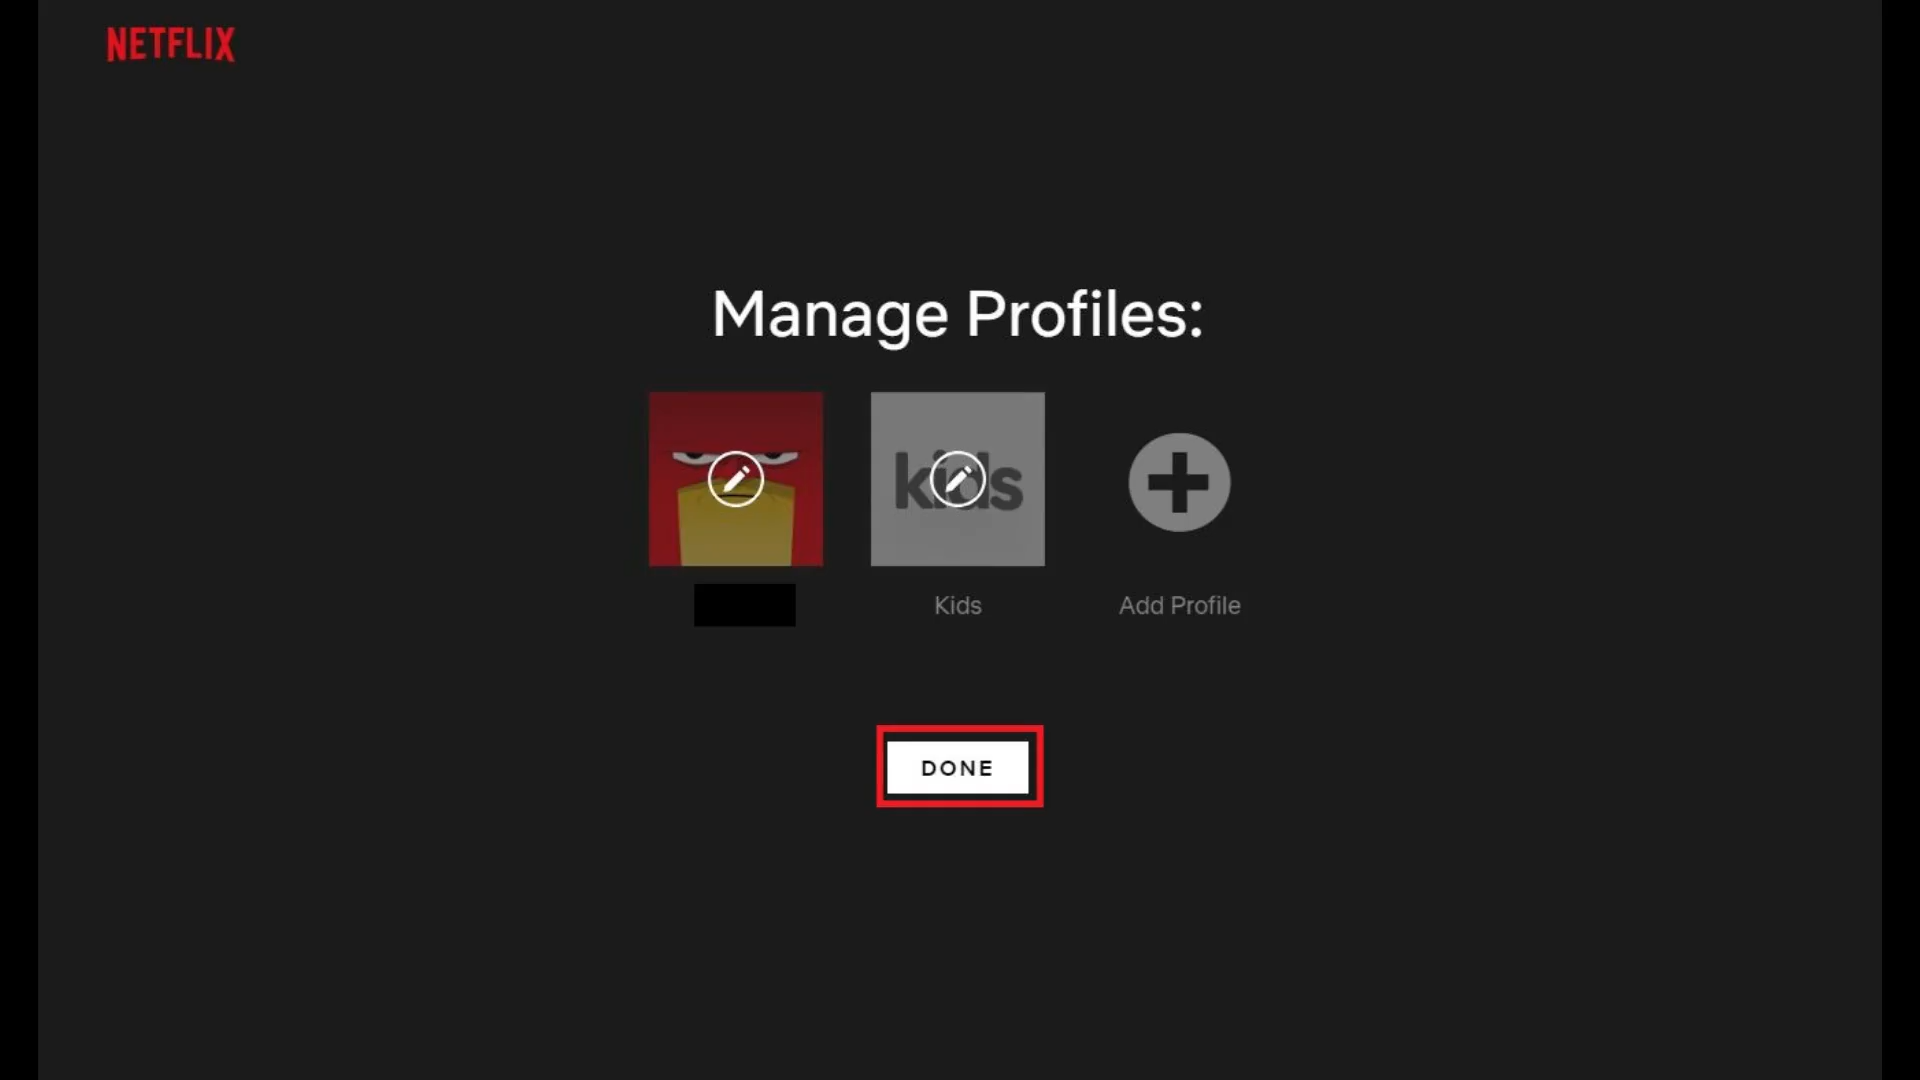 NETFLIX
Manage Profiles:
kids
Kids
Add Profile
DONE